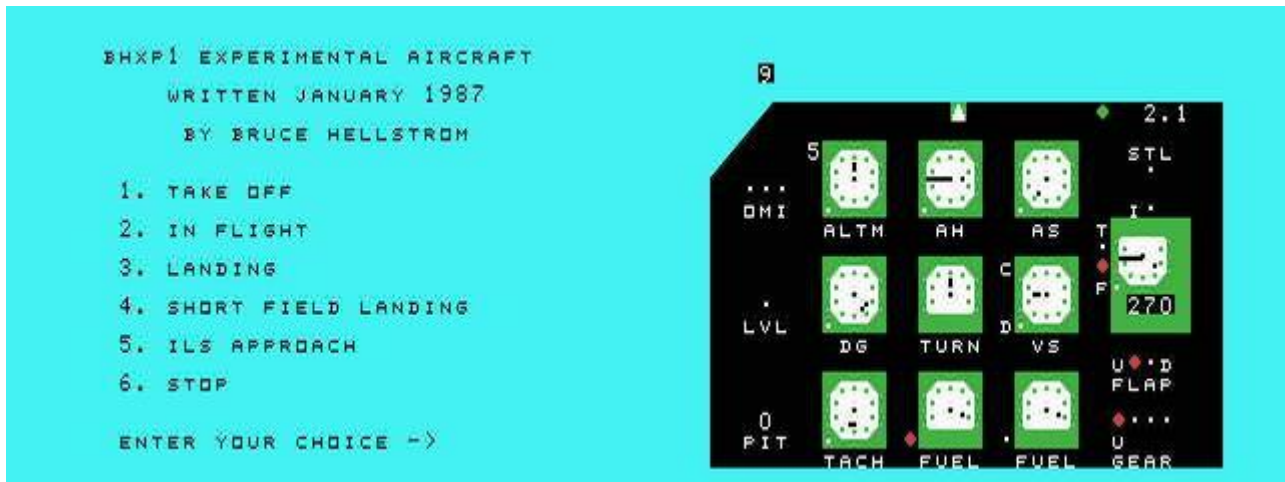 BHXP1 EXPERIMENTAL AIRCRAFT
WRITTEN JANUARY 1987
BY BRUCE HELLSTROM
1. TAKE OFF
2. IN FLIGHT
3. LANDING
4. SHORT FIELD LANDING
5. ILS APPROACH
6. STOP
ENTER YOUR CHOICE ->
9
2.1
5
STL
OMI
I
ALTM AH AS T
C
F
270
LVL
D
DG TURN VS
U D
FLAP
0
PIT
U
TACH FUEL FUEL GEAR